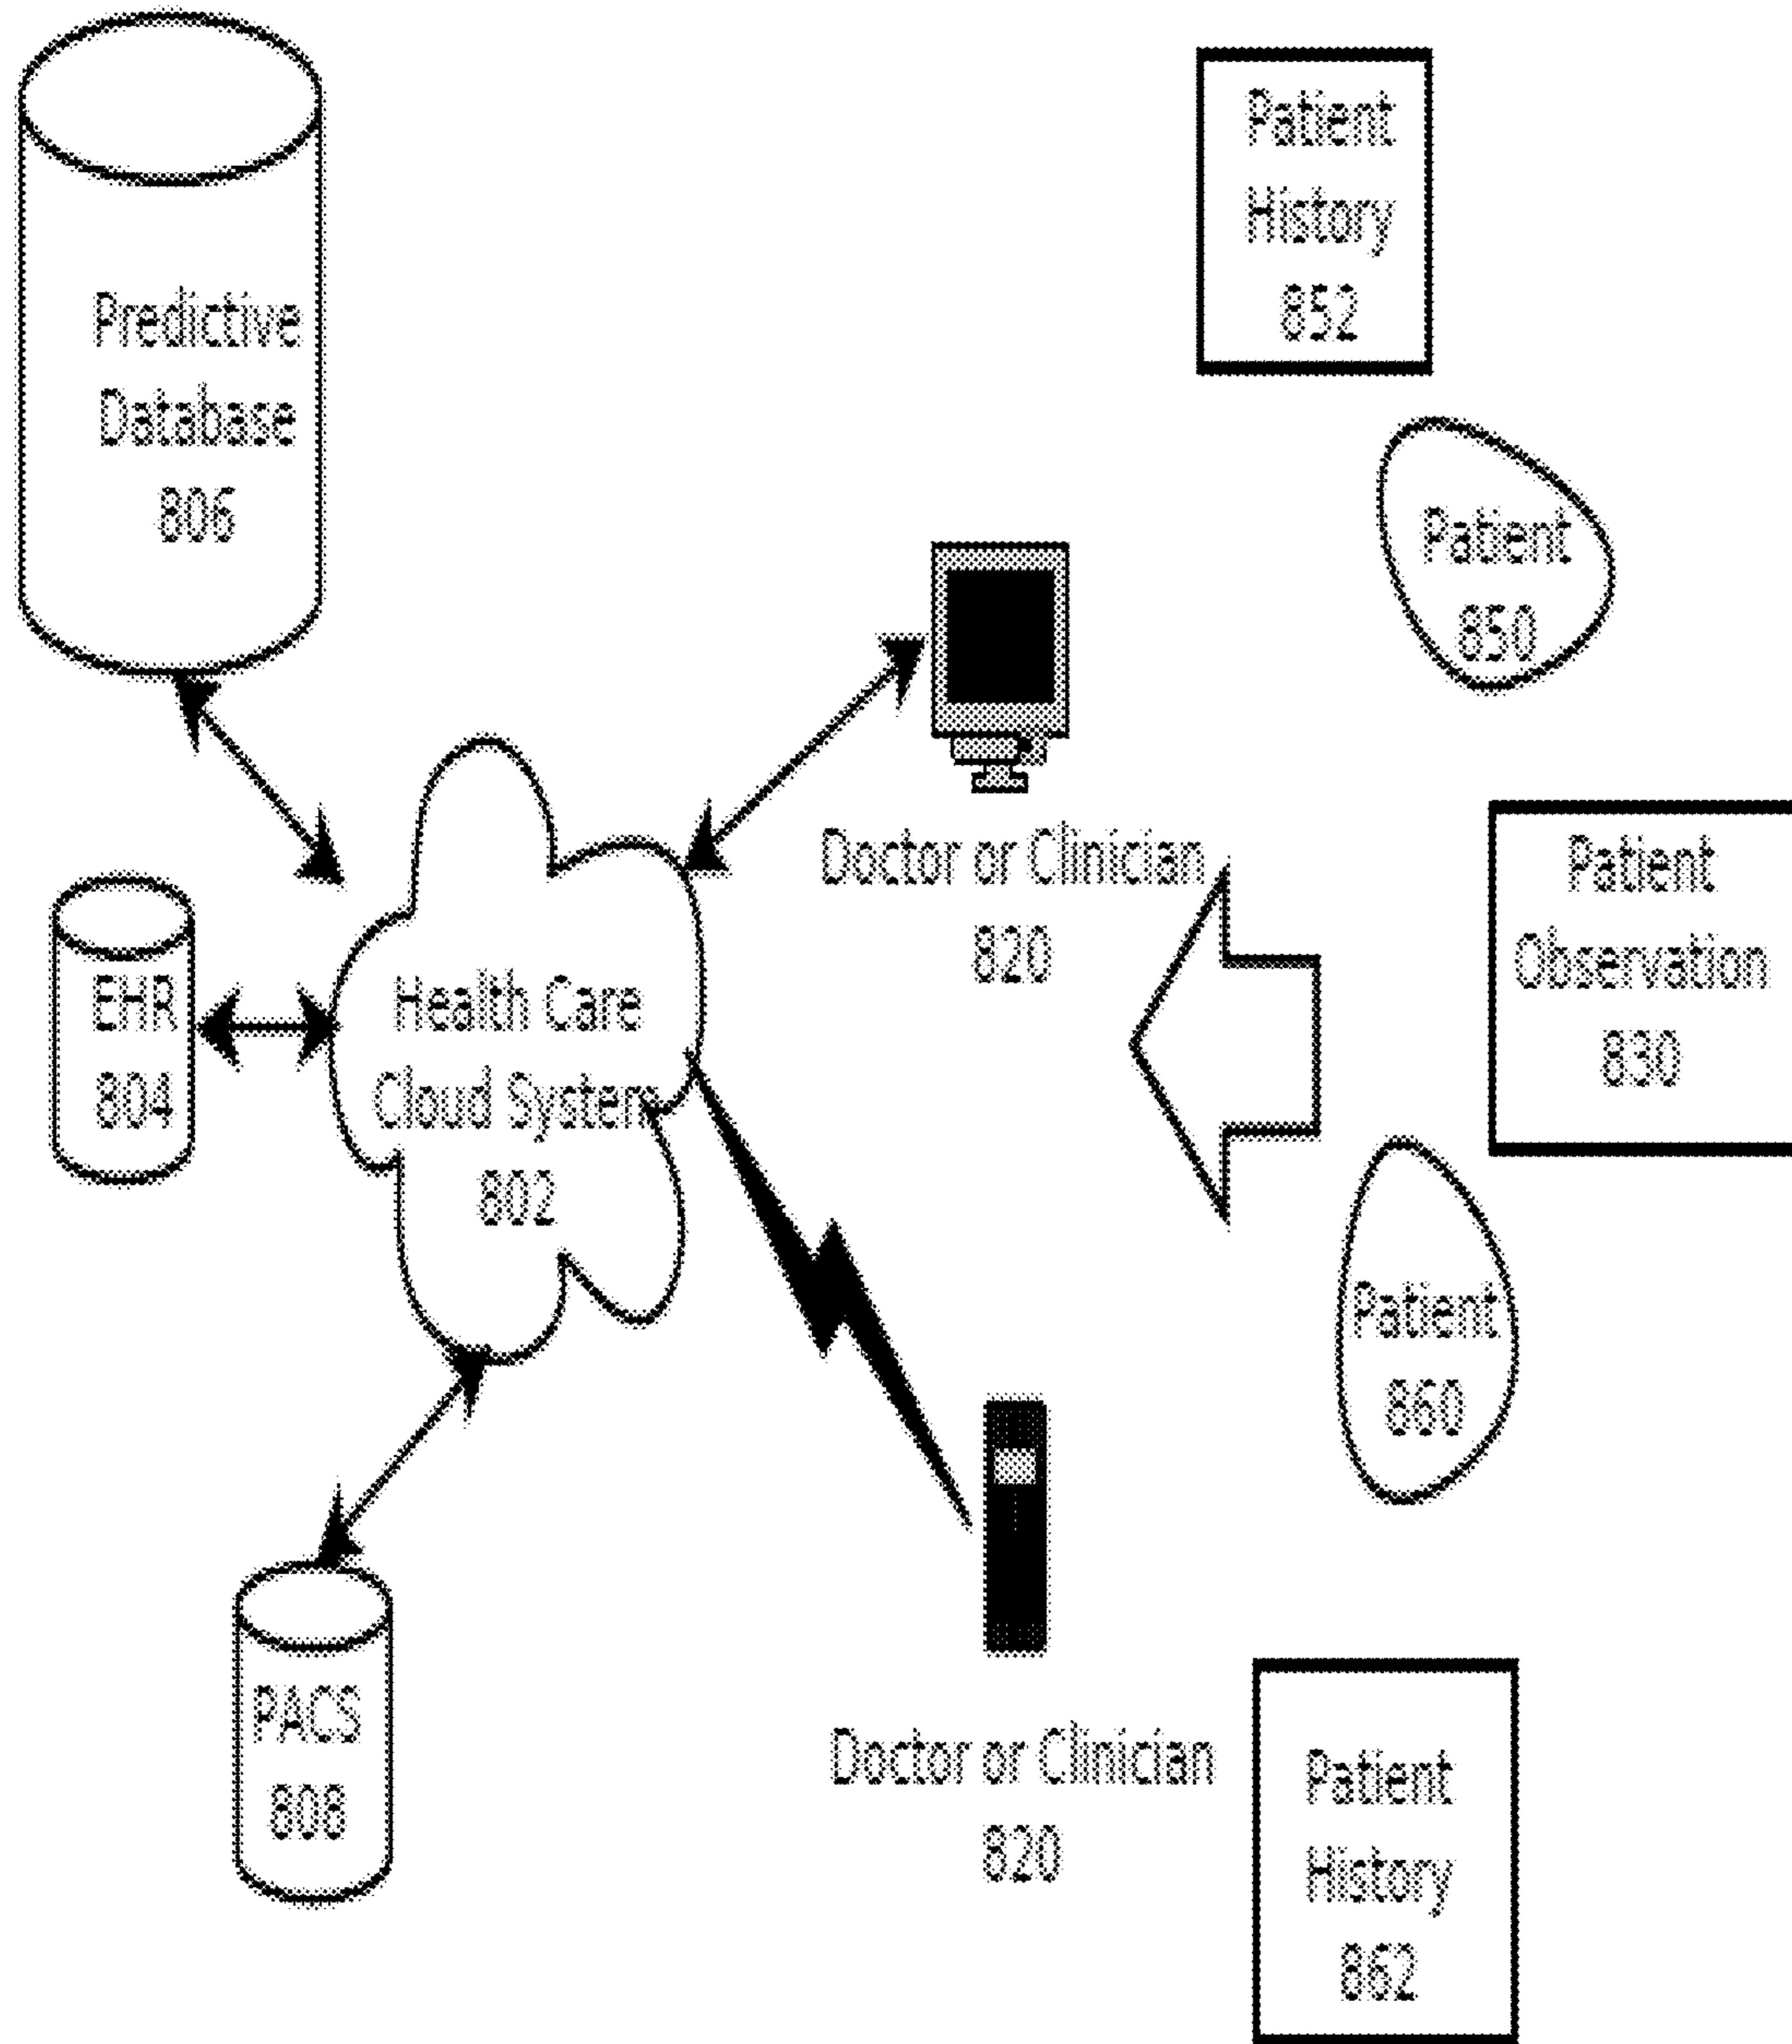 Patient
History
852
Predictive
Database
806
Patient
850
Doctor or Clinician
820
Patient
Observation
830
EHR
804
Health Care
Cloud System
802
Patient
860
PACS
808
Doctor or Clinician
820
Patient
History
862